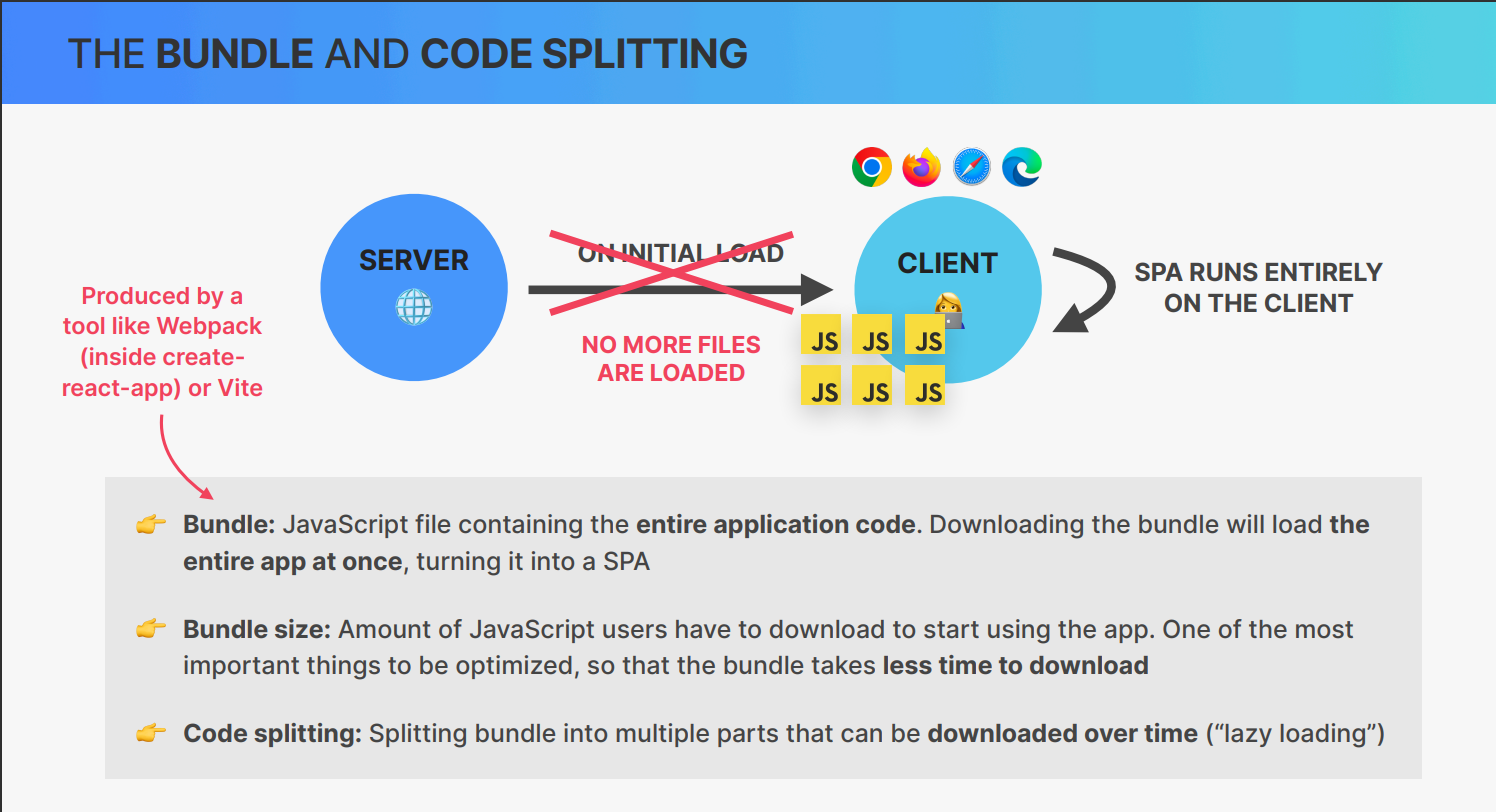 THE BUNDLE AND CODE SPLITTING
ON INITIAL LOAD
SERVER
CLIENT
SPA RUNS ENTIRELY
ON THE CLIENT
Produced by a
tool like Webpack
(inside create-
react-app) or Vite
NO MORE FILES
ARE LOADED
JS JS JS
JS JS JS
👉 Bundle: JavaScript file containing the entire application code. Downloading the bundle will load the
entire app at once, turning it into a SPA
👉 Bundle size: Amount of JavaScript users have to download to start using the app. One of the most
important things to be optimized, so that the bundle takes less time to download
👉 Code splitting: Splitting bundle into multiple parts that can be downloaded over time (“lazy loading”)